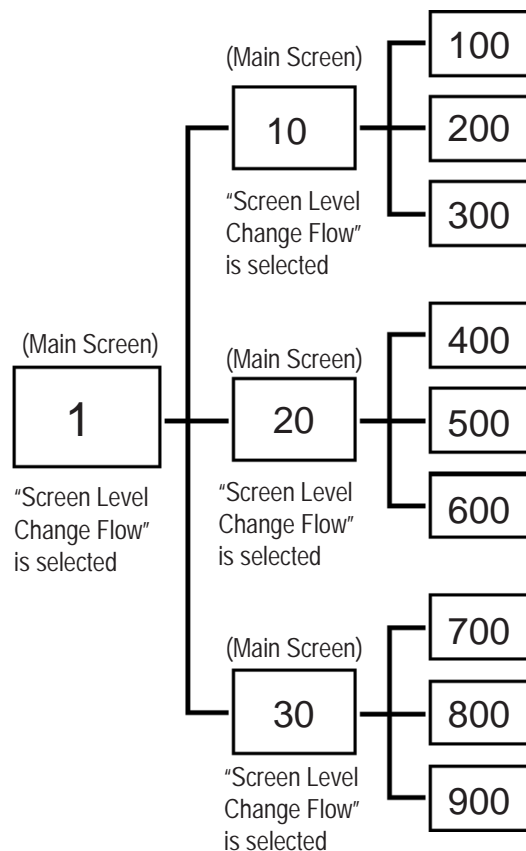 (Main Screen)
1
"Screen Level
Change Flow"
is selected
(Main Screen)
10
"Screen Level
Change Flow"
is selected
100
200
300
(Main Screen)
20
"Screen Level
Change Flow"
is selected
400
500
600
(Main Screen)
30
"Screen Level
Change Flow"
is selected
700
800
900